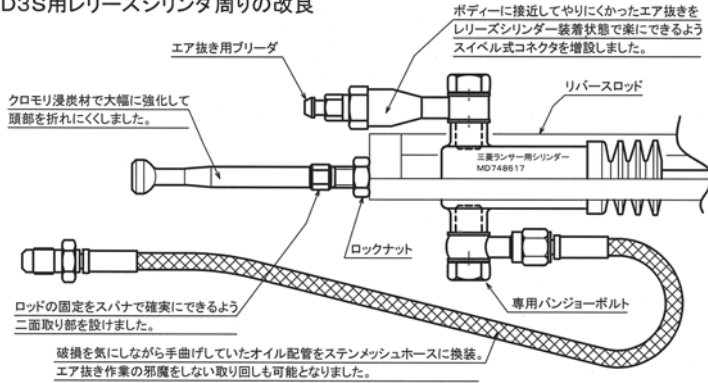 D3S用レリーズシリンダ周りの改良
ボディーに接近してやりにくかったエア抜きを
レリーズシリンダー装着状態で楽にできるよう
スイベル式コネクタを増設しました。
エア抜き用ブリーダ
リバースロッド
クロモリ浸炭材で大幅に強化して
頭部を折れにくくしました。
三菱ランサー用シリンダー
MD748617
ロックナット
専用バンジョーボルト
ロッドの固定をスパナで確実にできるよう
二面取り部を設けました。
破損を気にしながら手曲げしていたオイル配管をステンメッシュホースに換装。
エア抜き作業の邪魔をしない取り回しも可能となりました。